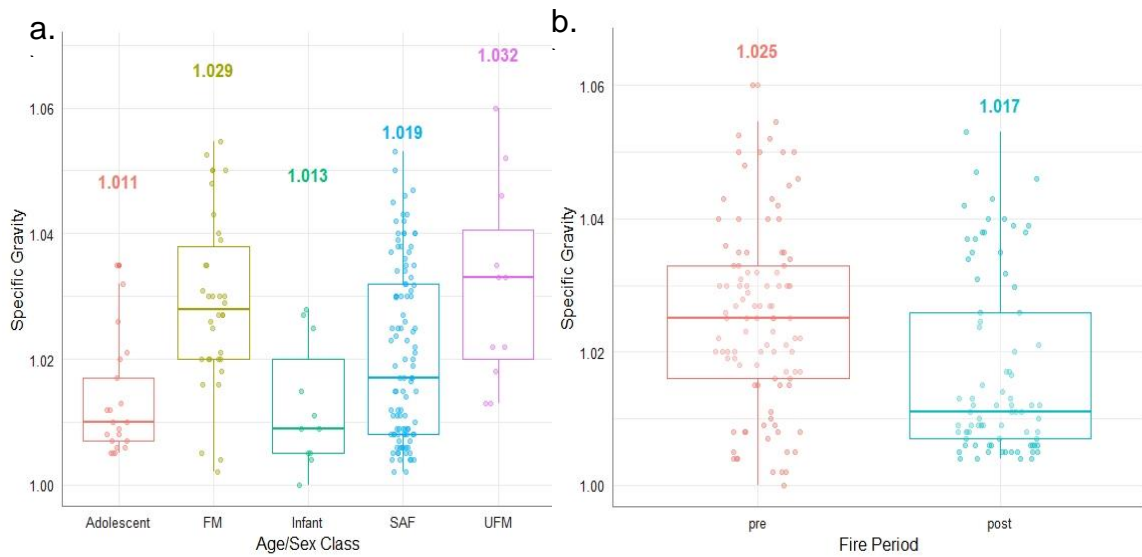 a.
1.011
1.029
1.013
1.019
1.032
1.06
1.04
1.02
1.00
Specific Gravity
Adolescent FM Infant SAF UFM
Age/Sex Class
b.
1.025
1.017
1.06
1.04
1.02
1.00
Specific Gravity
pre post
Fire Period